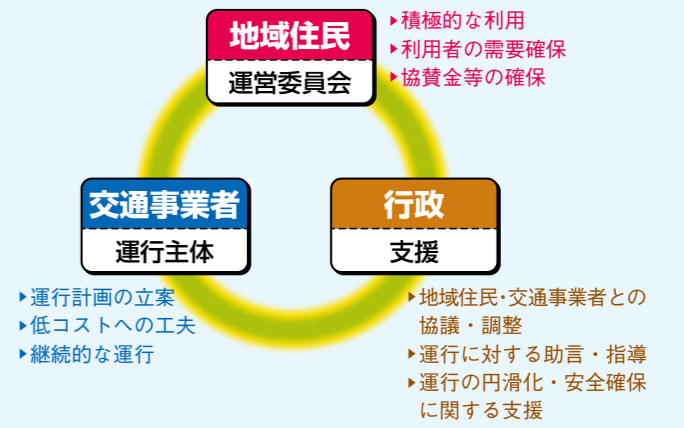 地域住民
運営委員会
▶積極的な利用
▶利用者の需要確保
▶協賛金等の確保
交通事業者
運行主体
▶運行計画の立案
▶低コストへの工夫
▶継続的な運行
行政
支援
▶地域住民・交通事業者との
協議・調整
▶運行に対する助言・指導
▶運行の円滑化・安全確保
に関する支援